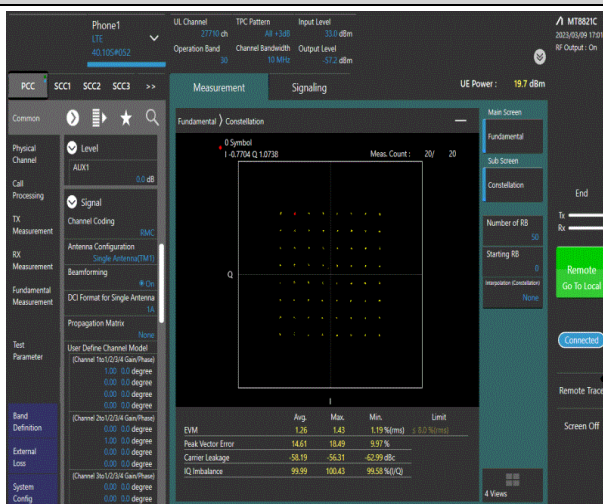 Phone1
LTE
40.105#052
UL Channel
27710 ch
TPC Pattern
All +3dB
Input Level
33.0 dBm
Operation Band
30
Channel Bandwidth
10 MHz
Output Level
-57.2 dBm
MT8821C
2023/03/09 17:01
RF Output : On
PCC
SCC1
SCC2
SCC3
>>
Measurement
Signaling
UE Power : 19.7 dBm
Common
Physical
Channel
Call
Processing
TX
Measurement
RX
Measurement
Fundamental
Measurement
Test
Parameter
Band
Definition
External
Loss
System
Config
Level
AUX1
0.0 dB
Signal
Channel Coding
RMC
Antenna Configuration
Single Antenna(TM1)
Beamforming
On
DCI Format for Single Antenna
1A
Propagation Matrix
None
User Define Channel Model
(Channel 1to1/2/3/4 Gain/Phase)
1.00 0.0 degree
0.00 0.0 degree
0.00 0.0 degree
0.00 0.0 degree
(Channel 2to1/2/3/4 Gain/Phase)
0.00 0.0 degree
1.00 0.0 degree
0.00 0.0 degree
0.00 0.0 degree
(Channel 3to1/2/3/4 Gain/Phase)
0.00 0.0 degree
0.00 0.0 degree
Fundamental ) Constellation
0 Symbol
I -0.7704 Q 1.0738
Meas. Count : 20/ 20
Q
I
Avg. Max. Min. Limit
EVM 1.26 1.43 1.19 %(rms) ≤ 8.0 %(rms)
Peak Vector Error 14.61 18.49 9.97 %
Carrier Leakage -58.19 -56.31 -62.99 dBc
IQ Imbalance 99.99 100.43 99.58 %(I/Q)
Main Screen
Fundamental
Sub Screen
Constellation
Number of RB
50
Starting RB
0
Interpolation (Constellation)
None
4 Views
End
Tx
Rx
Remote
Go To Local
Connected
Remote Trace
Screen Off